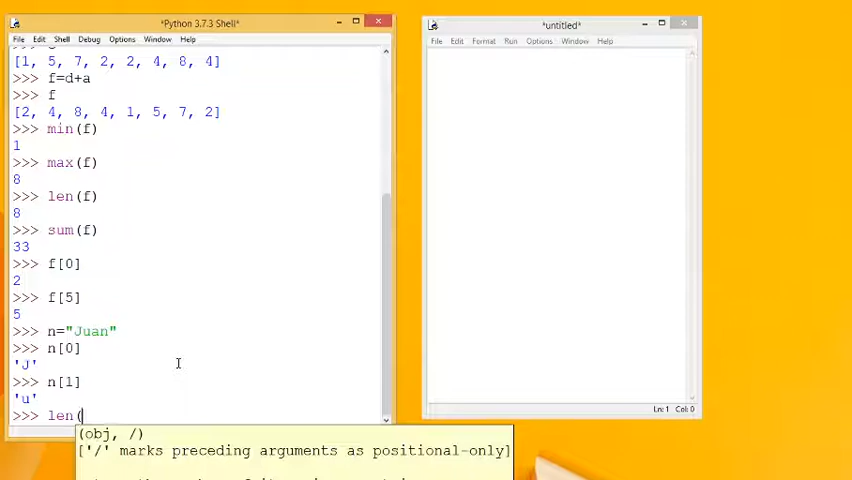 *Python 3.7.3 Shell*
File Edit Shell Debug Options Window Help
[1, 5, 7, 2, 2, 4, 8, 4]
>>> f=d+a
>>> f
[2, 4, 8, 4, 1, 5, 7, 2]
>>> min(f)
1
>>> max(f)
8
>>> len(f)
8
>>> sum(f)
33
>>> f[0]
2
>>> f[5]
5
>>> n="Juan"
>>> n[0]
'J'
>>> n[1]
'u'
>>> len(
(obj, /)
['/' marks preceding arguments as positional-only]
*untitled*
File Edit Format Run Options Window Help
Ln: 1 Col: 0